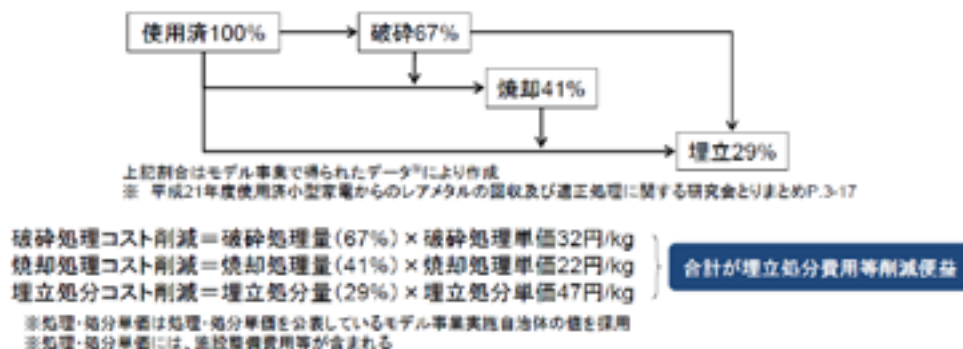 使用済100%
破砕67%
焼却41%
埋立29%
上記割合はモデル事業で得られたデータ※により作成
※ 平成21年度使用済小型家電からのレアメタルの回収及び適正処理に関する研究会とりまとめP.3-17
破砕処理コスト削減=破砕処理量(67%)×破砕処理単価32円/kg
焼却処理コスト削減=焼却処理量(41%)×焼却処理単価22円/kg
埋立処分コスト削減=埋立処分量(29%)×埋立処分単価47円/kg
合計が埋立処分費用等削減便益
※処理・処分単価は処理・処分単価を公表しているモデル事業実施自治体の値を採用
※処理・処分単価には、施設整備費用等が含まれる